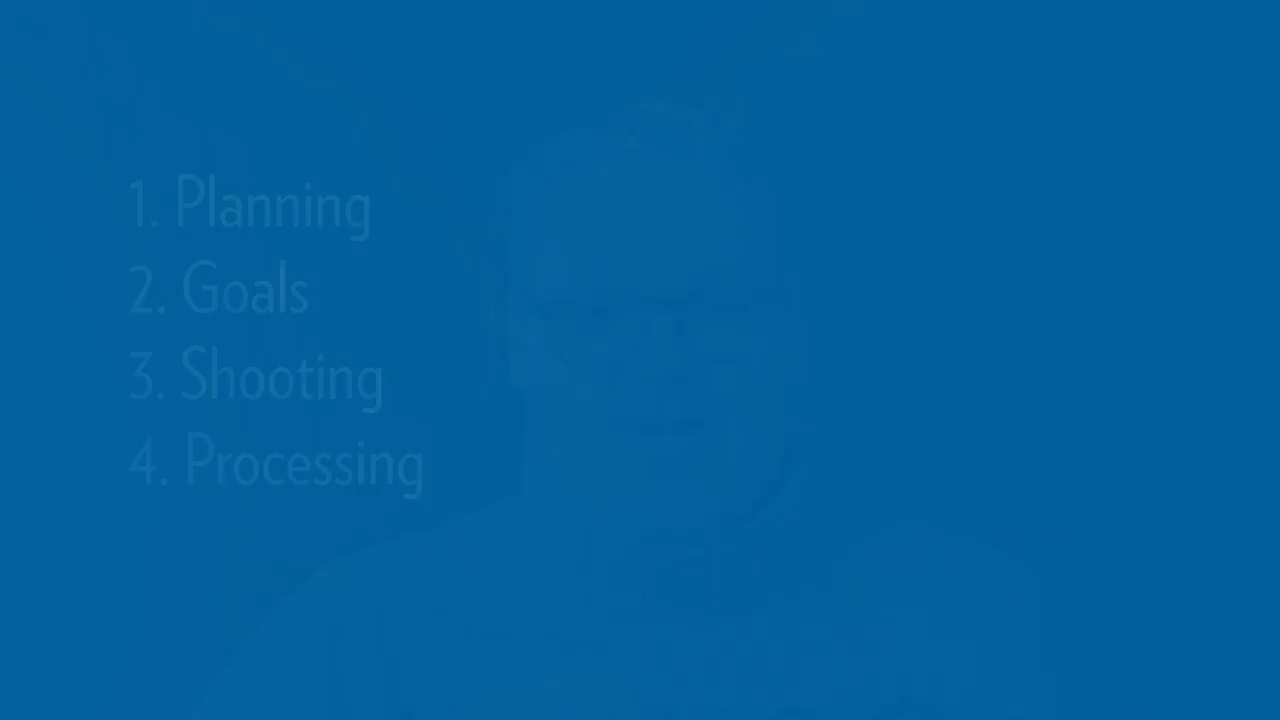 1. Planning
2. Goals
3. Shooting
4. Processing